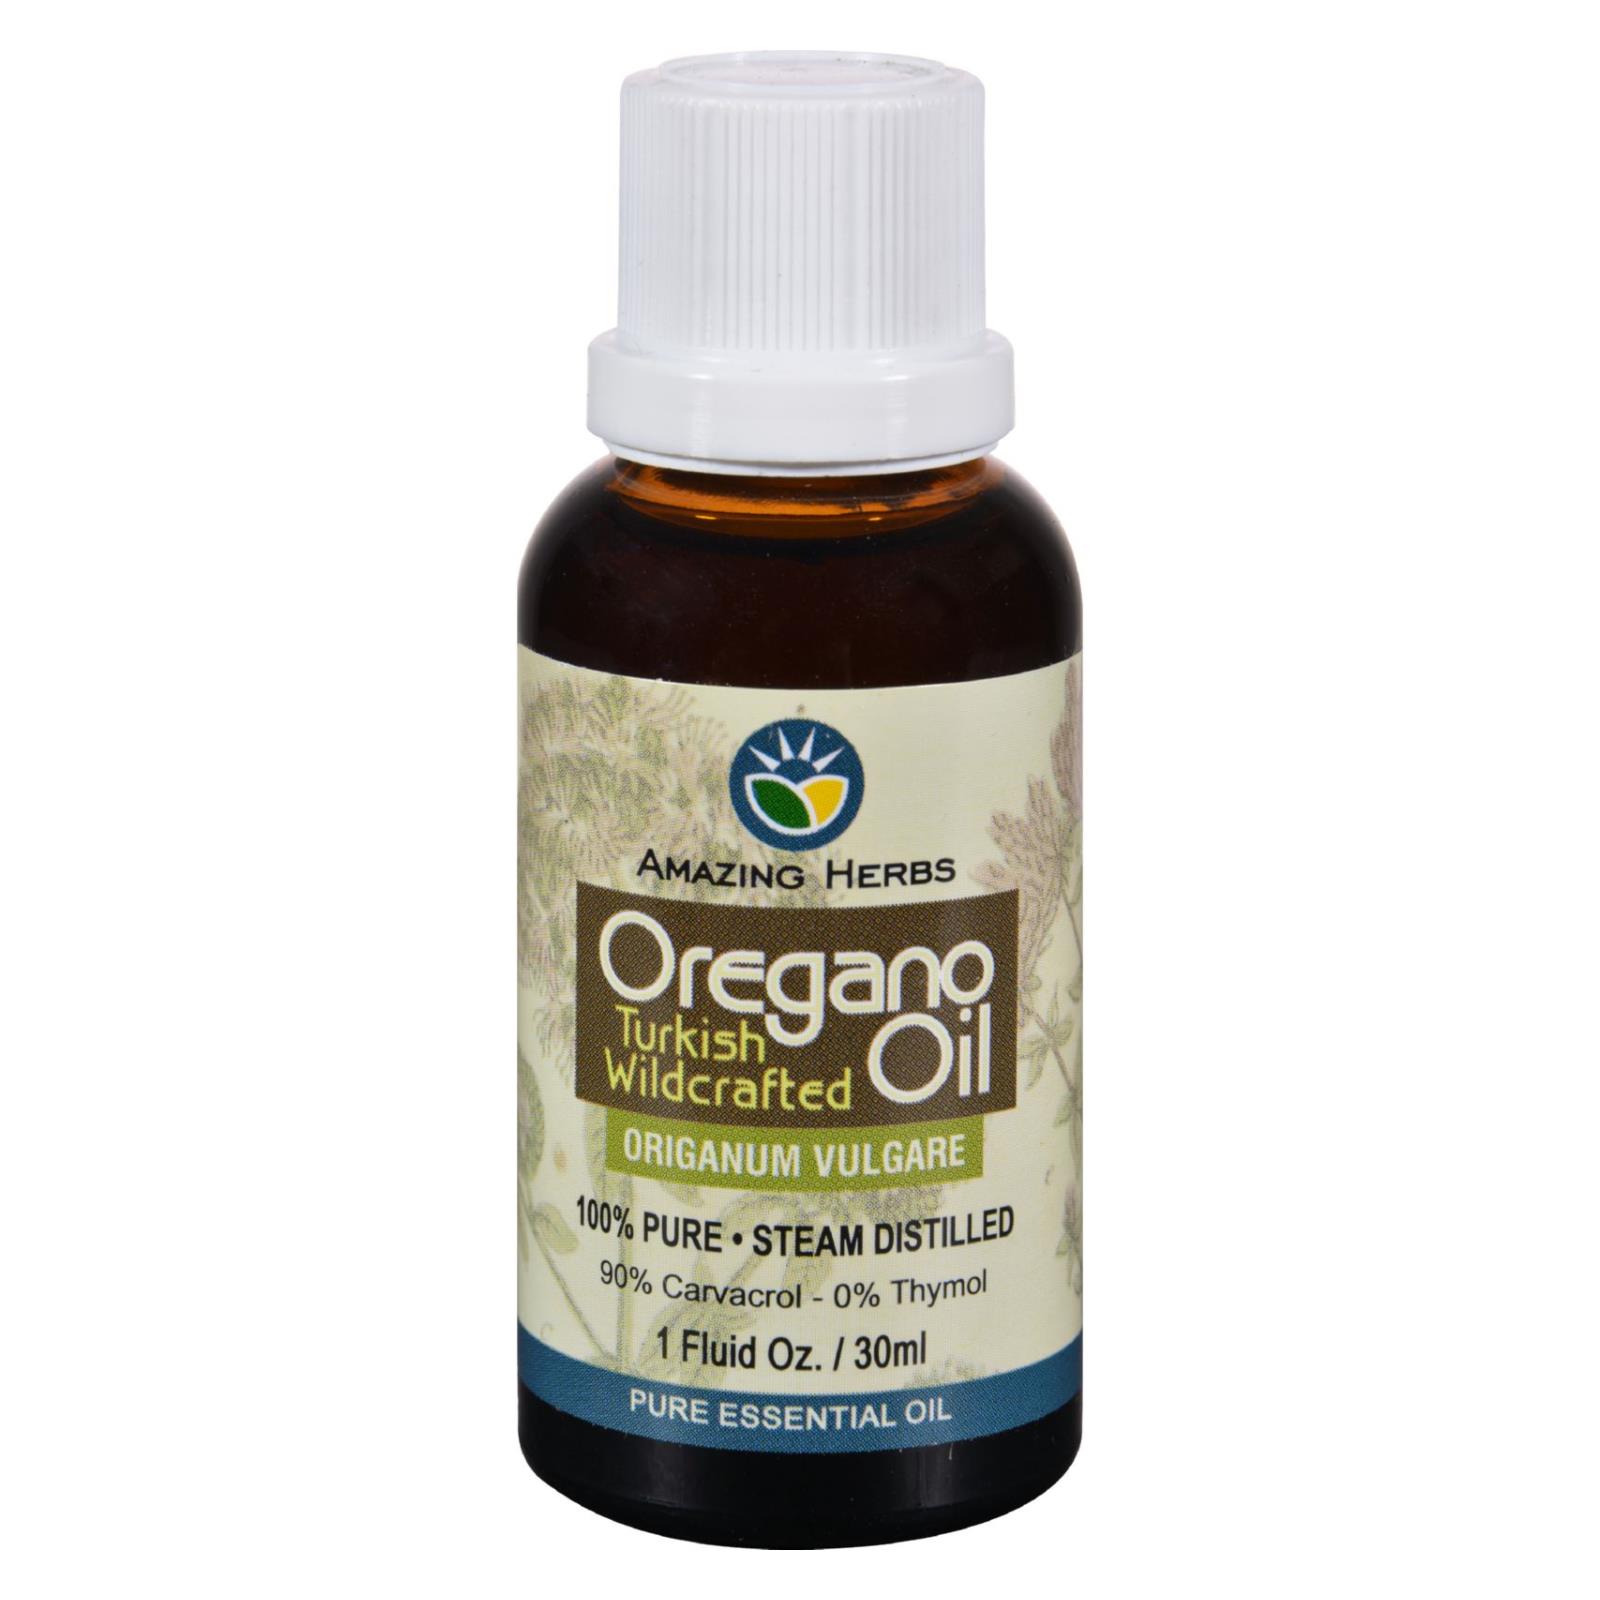 AMAZING HERBS
Oregano
Turkish
Wildcrafted Oil
ORIGANUM VULGARE
100% PURE • STEAM DISTILLED
90% Carvacrol - 0% Thymol
1 Fluid Oz. / 30ml
PURE ESSENTIAL OIL